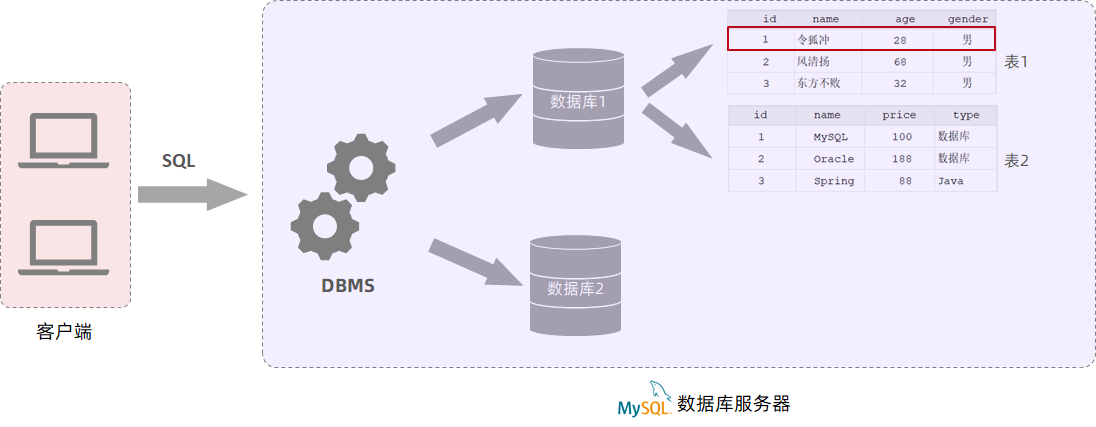 客户端
SQL
DBMS
数据库1
数据库2
id name age gender
1 令狐冲 28 男
2 风清扬 68 男
3 东方不败 32 男
表1
id name price type
1 MySQL 100 数据库
2 Oracle 188 数据库
3 Spring 88 Java
表2
MySQL 数据库服务器